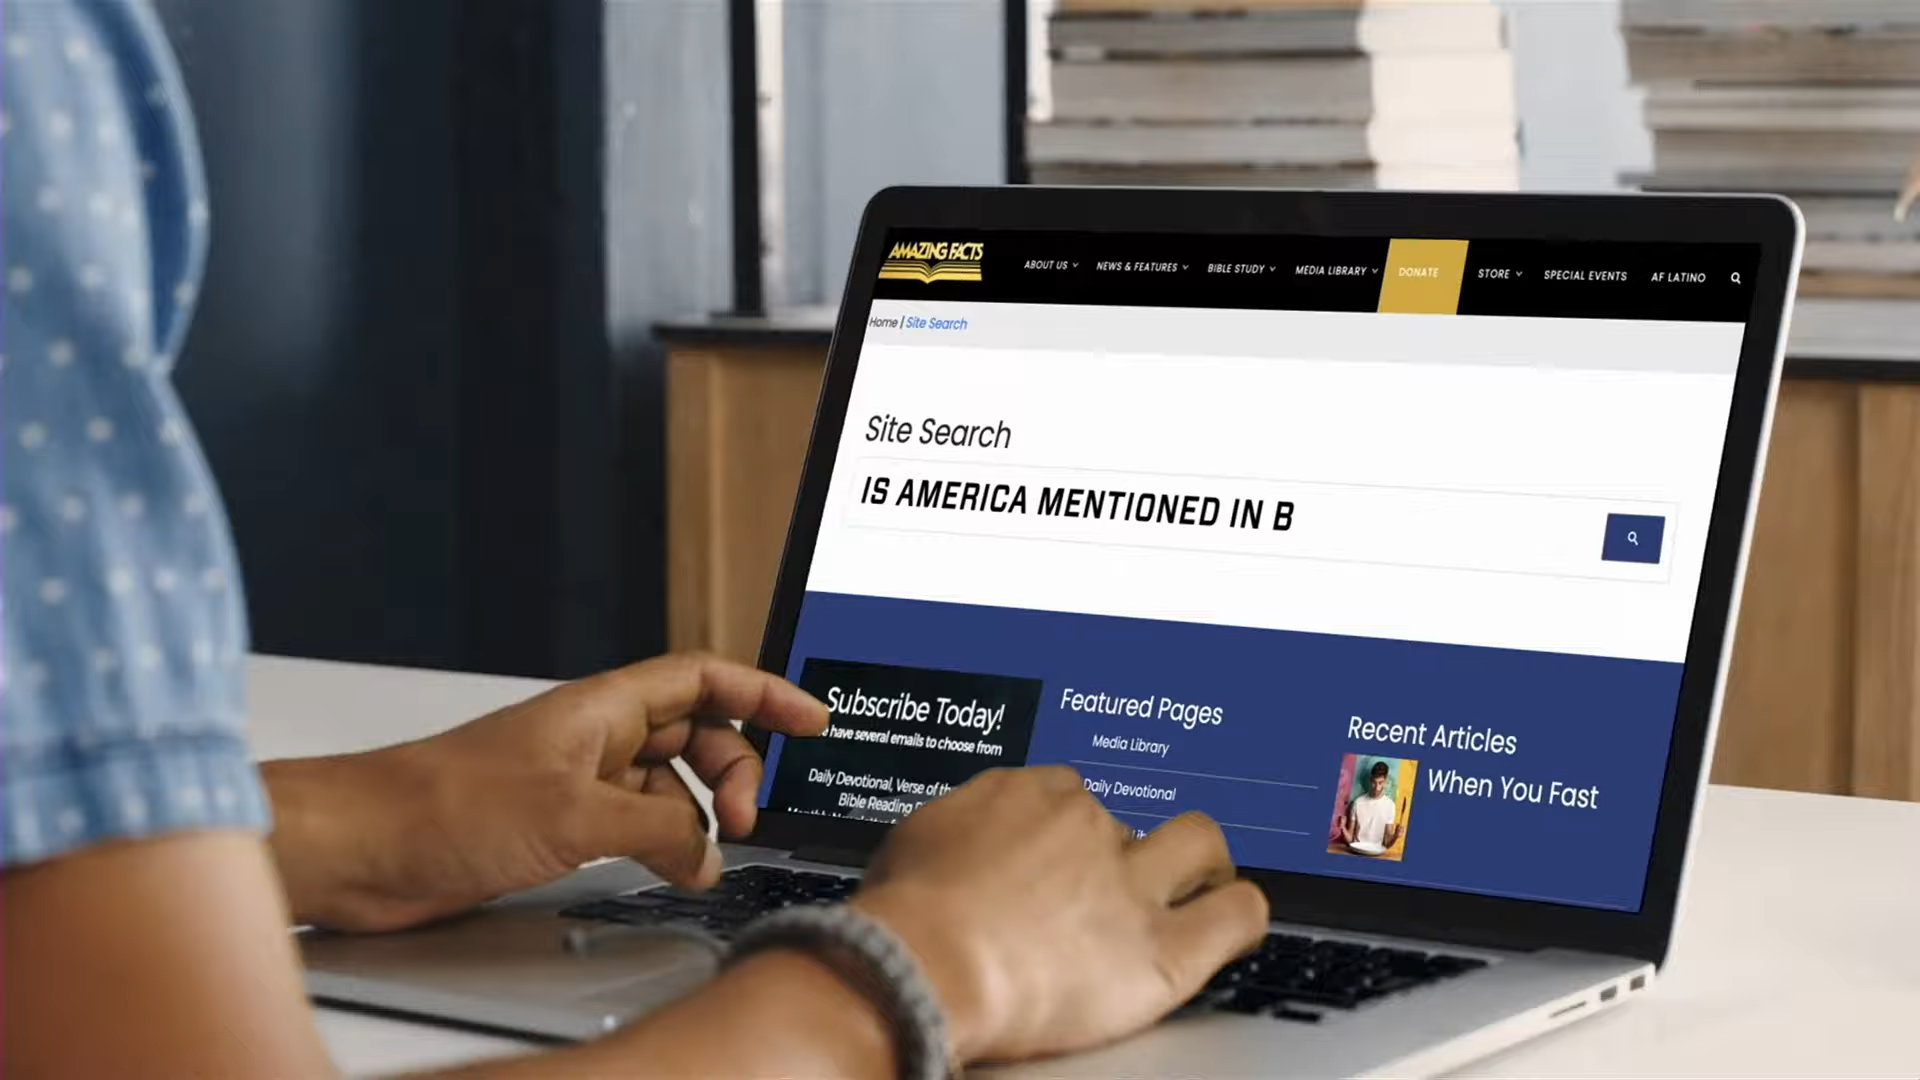 AMAZING FACTS
ABOUT US
NEWS & FEATURES
BIBLE STUDY
MEDIA LIBRARY
DONATE
STORE
SPECIAL EVENTS
AF LATINO
Home | Site Search
Site Search
IS AMERICA MENTIONED IN B
Subscribe Today!
have several emails to choose from
Daily Devotional, Verse of
Bible Reading
Featured Pages
Media Library
Daily Devotional
Recent Articles
When You Fast